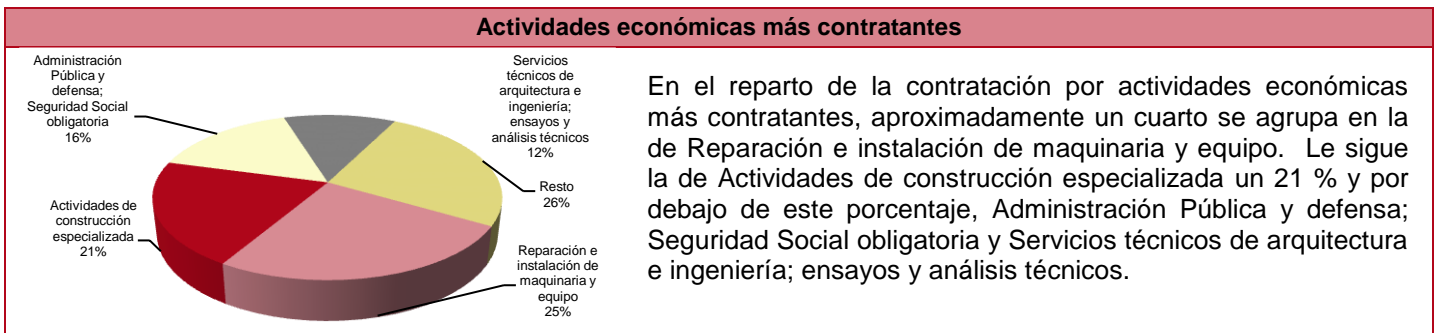 Actividades económicas más contratantes
Administración
Pública y
defensa;
Seguridad Social
obligatoria
16%
Servicios
técnicos de
arquitectura e
ingeniería;
ensayos y
análisis técnicos
12%
Resto
26%
Actividades de
construcción
especializada
21%
Reparación e
instalación de
maquinaria y
equipo
25%
En el reparto de la contratación por actividades económicas
más contratantes, aproximadamente un cuarto se agrupa en la
de Reparación e instalación de maquinaria y equipo. Le sigue
la de Actividades de construcción especializada un 21 % y por
debajo de este porcentaje, Administración Pública y defensa;
Seguridad Social obligatoria y Servicios técnicos de arquitectura
e ingeniería; ensayos y análisis técnicos.